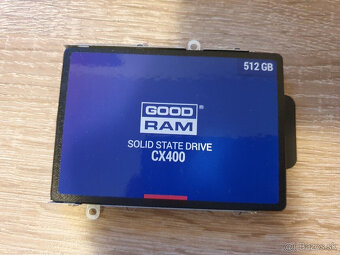 512 GB
GOOD
RAM®
SOLID STATE DRIVE
CX400